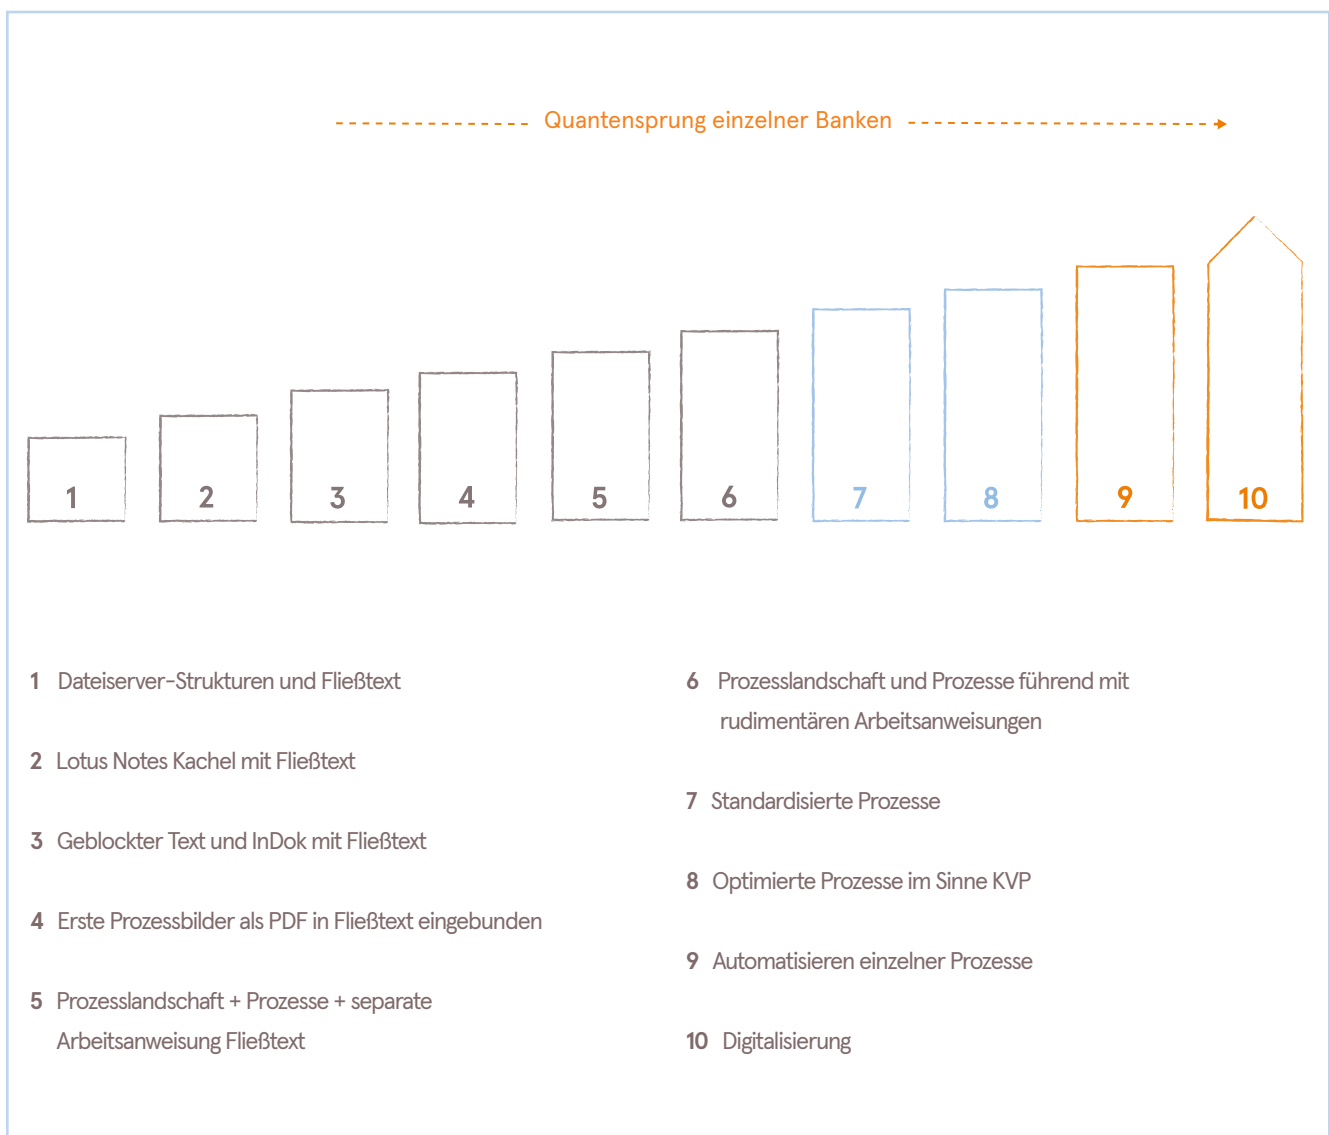 Quantensprung einzelner Banken
1
2
3
4
5
6
7
8
9
10
1 Dateiserver-Strukturen und Fließtext
2 Lotus Notes Kachel mit Fließtext
3 Geblockter Text und InDok mit Fließtext
4 Erste Prozessbilder als PDF in Fließtext eingebunden
5 Prozesslandschaft + Prozesse + separate
Arbeitsanweisung Fließtext
6 Prozesslandschaft und Prozesse führend mit
rudimentären Arbeitsanweisungen
7 Standardisierte Prozesse
8 Optimierte Prozesse im Sinne KVP
9 Automatisieren einzelner Prozesse
10 Digitalisierung